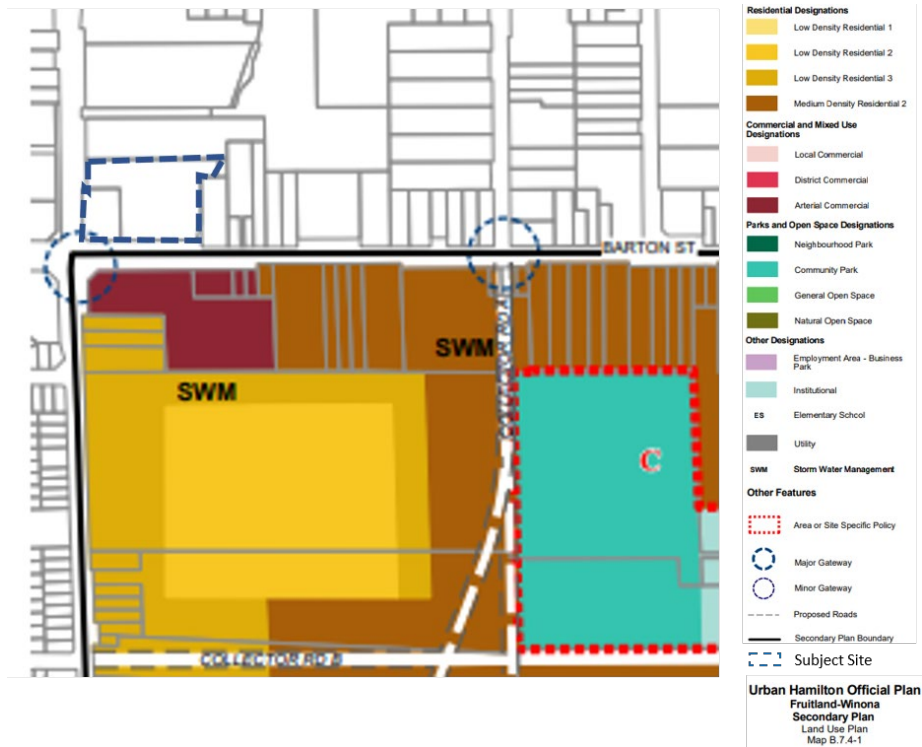 BARTON ST
COLLECTOR RD A
SWM
SWM
C
COLLECTOR RD B
Residential Designations
Low Density Residential 1
Low Density Residential 2
Low Density Residential 3
Medium Density Residential 2
Commercial and Mixed Use
Designations
Local Commercial
District Commercial
Arterial Commercial
Parks and Open Space Designations
Neighbourhood Park
Community Park
General Open Space
Natural Open Space
Other Designations
Employment Area - Business
Park
Institutional
ES Elementary School
Utility
SWM Storm Water Management
Other Features
Area or Site Specific Policy
Major Gateway
Minor Gateway
Proposed Roads
Secondary Plan Boundary
Subject Site
Urban Hamilton Official Plan
Fruitland-Winona
Secondary Plan
Land Use Plan
Map B.7.4-1